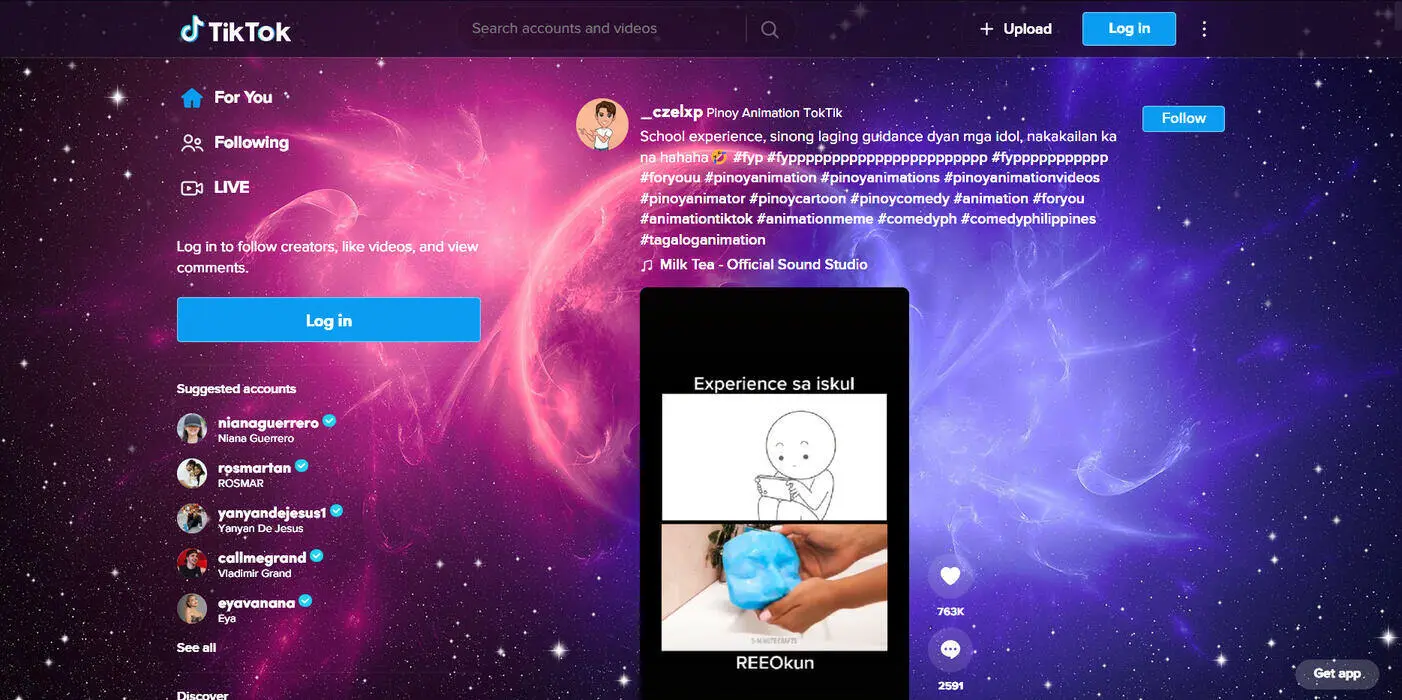 TikTok
Search accounts and videos
Upload
Log in
For You
Following
LIVE
Log in to follow creators, like videos, and view
comments.
Log in
Suggested accounts
nianaguerrero
Niana Guerrero
rosmartan
ROSMAR
yanyandejesus1
Yanyan De Jesus
callmegrand
Vladimir Grand
eyavanana
Eya
See all
Discover
_czelxp Pinoy Animation TokTik
Follow
School experience, sinong laging guidance dyan mga idol, nakakailan ka
na hahaha🤣 #fyp #fyppppppppppppppppppppppp #fyppppppppppp
#foryouu #pinoyanimation #pinoyanimations #pinoyanimationvideos
#pinoyanimator #pinoycartoon #pinoycomedy #animation #foryou
#animationtiktok #animationmeme #comedyph #comedyphilippines
#tagaloganimation
Milk Tea - Official Sound Studio
Experience sa iskul
5-MINUTE CRAFTS
REEOkun
763K
2591
Get app